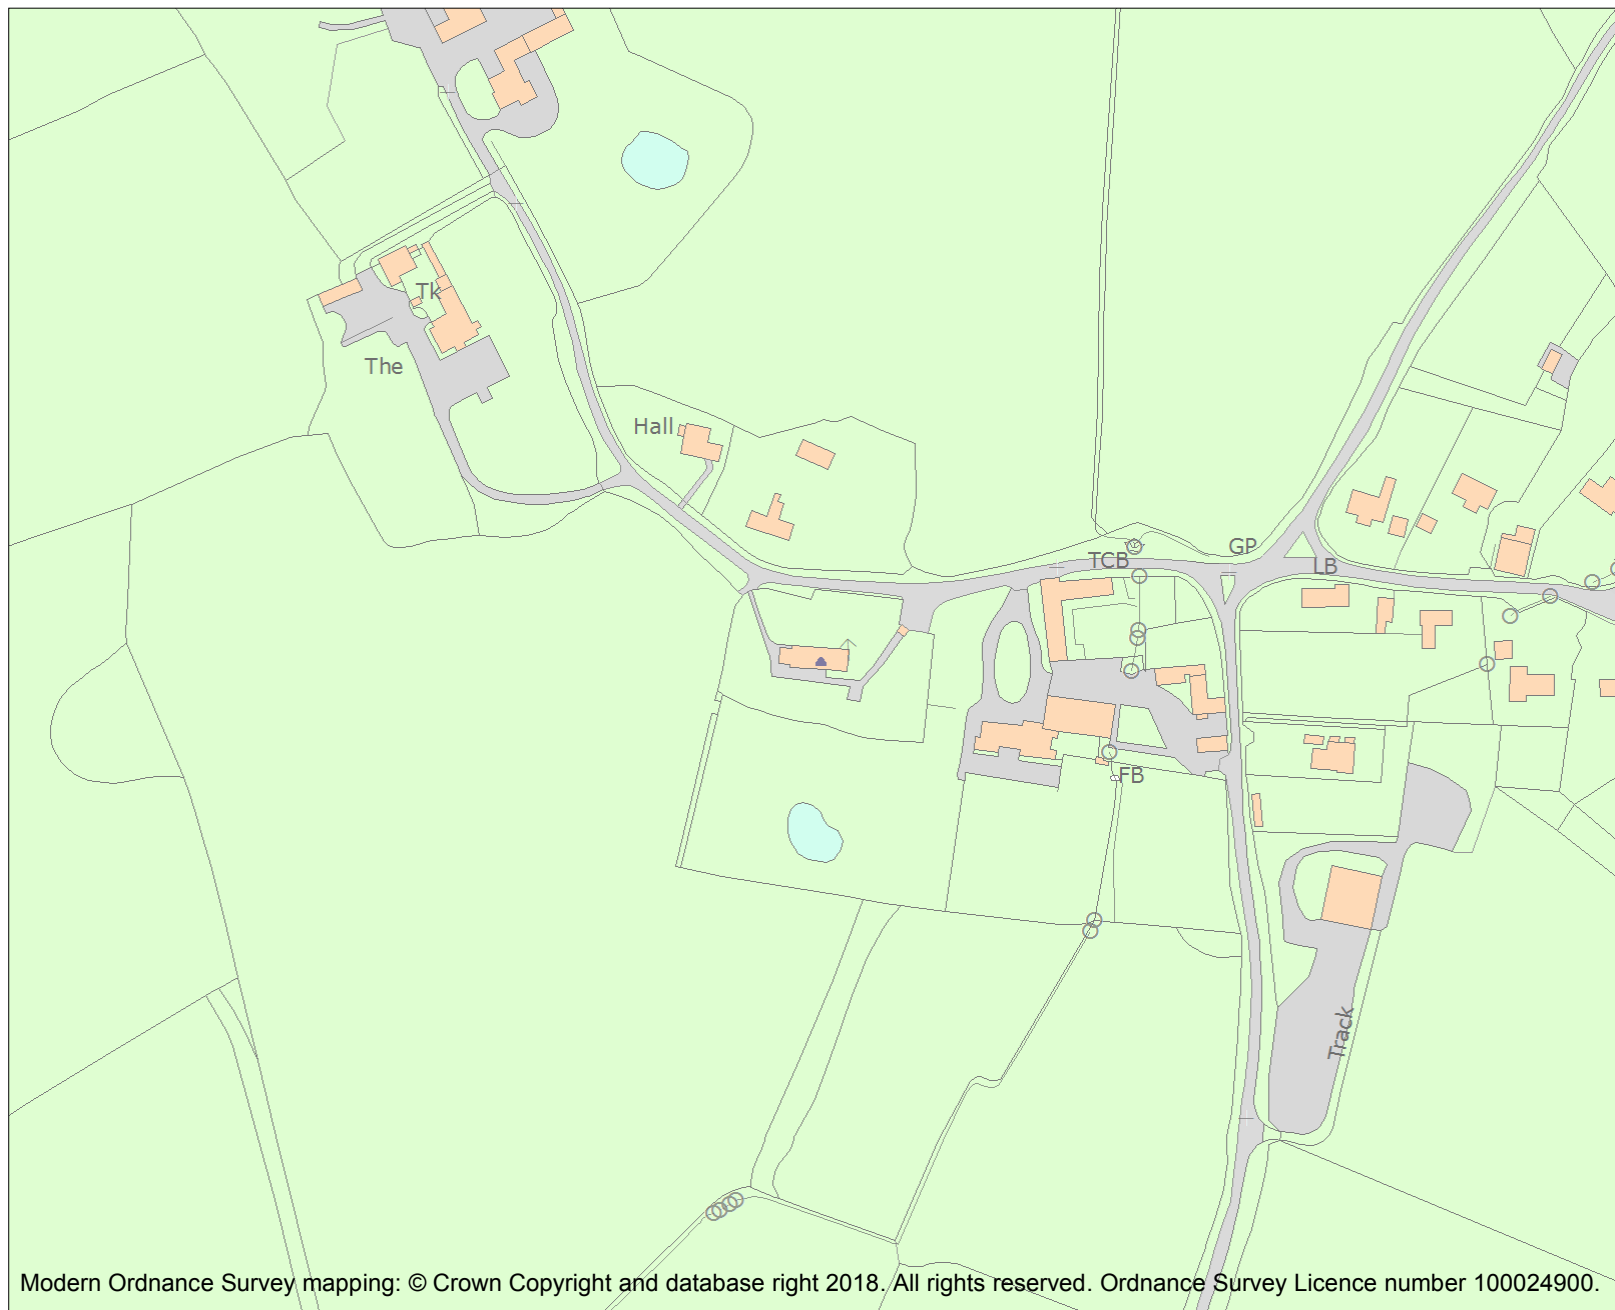 Tk
The
Hall
GP
TCB
LB
FB
Track
Modern Ordnance Survey mapping: © Crown Copyright and database right 2018. All rights reserved. Ordnance Survey Licence number 100024900.